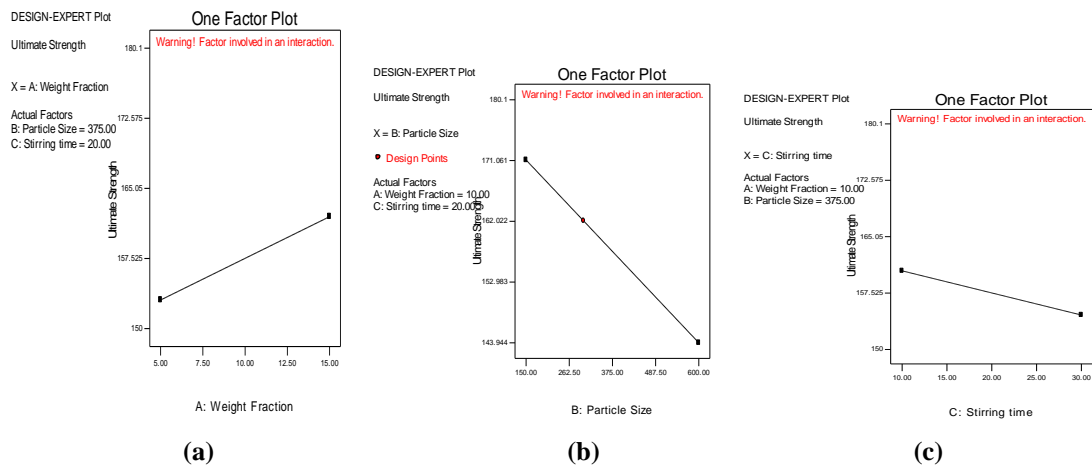 DESIGN-EXPERT Plot
Ultimate Strength
X = A: Weight Fraction
Actual Factors
B: Particle Size = 375.00
C: Stirring time = 20.00
One Factor Plot
Warning! Factor involved in an interaction.
Ultimate Strength
180.1
172.575
165.05
157.525
150
5.00 7.50 10.00 12.50 15.00
A: Weight Fraction
(a)
DESIGN-EXPERT Plot
Ultimate Strength
X = B: Particle Size
Design Points
Actual Factors
A: Weight Fraction = 10.00
C: Stirring time = 20.00
One Factor Plot
Warning! Factor involved in an interaction.
Ultimate Strength
180.1
171.061
162.022
152.983
143.944
150.00 262.50 375.00 487.50 600.00
B: Particle Size
(b)
DESIGN-EXPERT Plot
Ultimate Strength
X = C: Stirring time
Actual Factors
A: Weight Fraction = 10.00
B: Particle Size = 375.00
One Factor Plot
Warning! Factor involved in an interaction.
Ultimate Strength
180.1
172.575
165.05
157.525
150
10.00 15.00 20.00 25.00 30.00
C: Stirring time
(c)